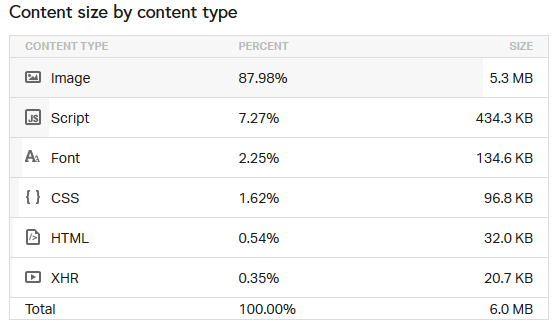 Content size by content type
CONTENT TYPE PERCENT SIZE
Image 87.98% 5.3 MB
JS Script 7.27% 434.3 KB
AA Font 2.25% 134.6 KB
{ } CSS 1.62% 96.8 KB
</> HTML 0.54% 32.0 KB
XHR 0.35% 20.7 KB
Total 100.00% 6.0 MB